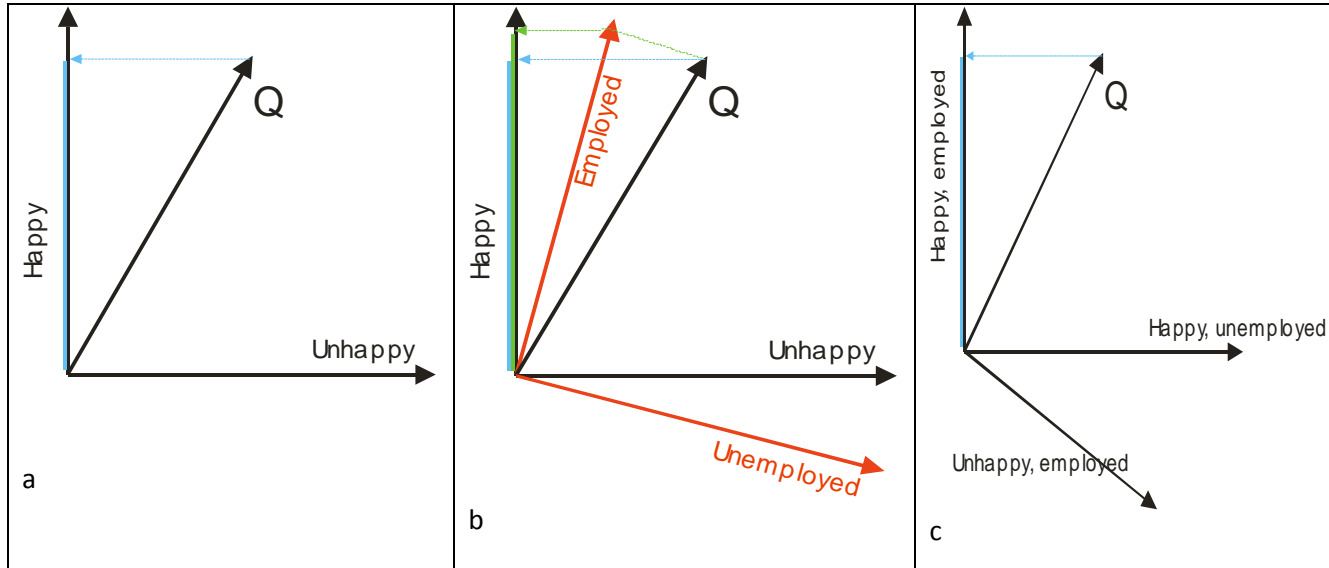 Q
Happy
Unhappy
a
Employed
Q
Happy
Unhappy
Unemployed
b
Happy, employed
Q
Happy, unemployed
Unhappy, employed
c